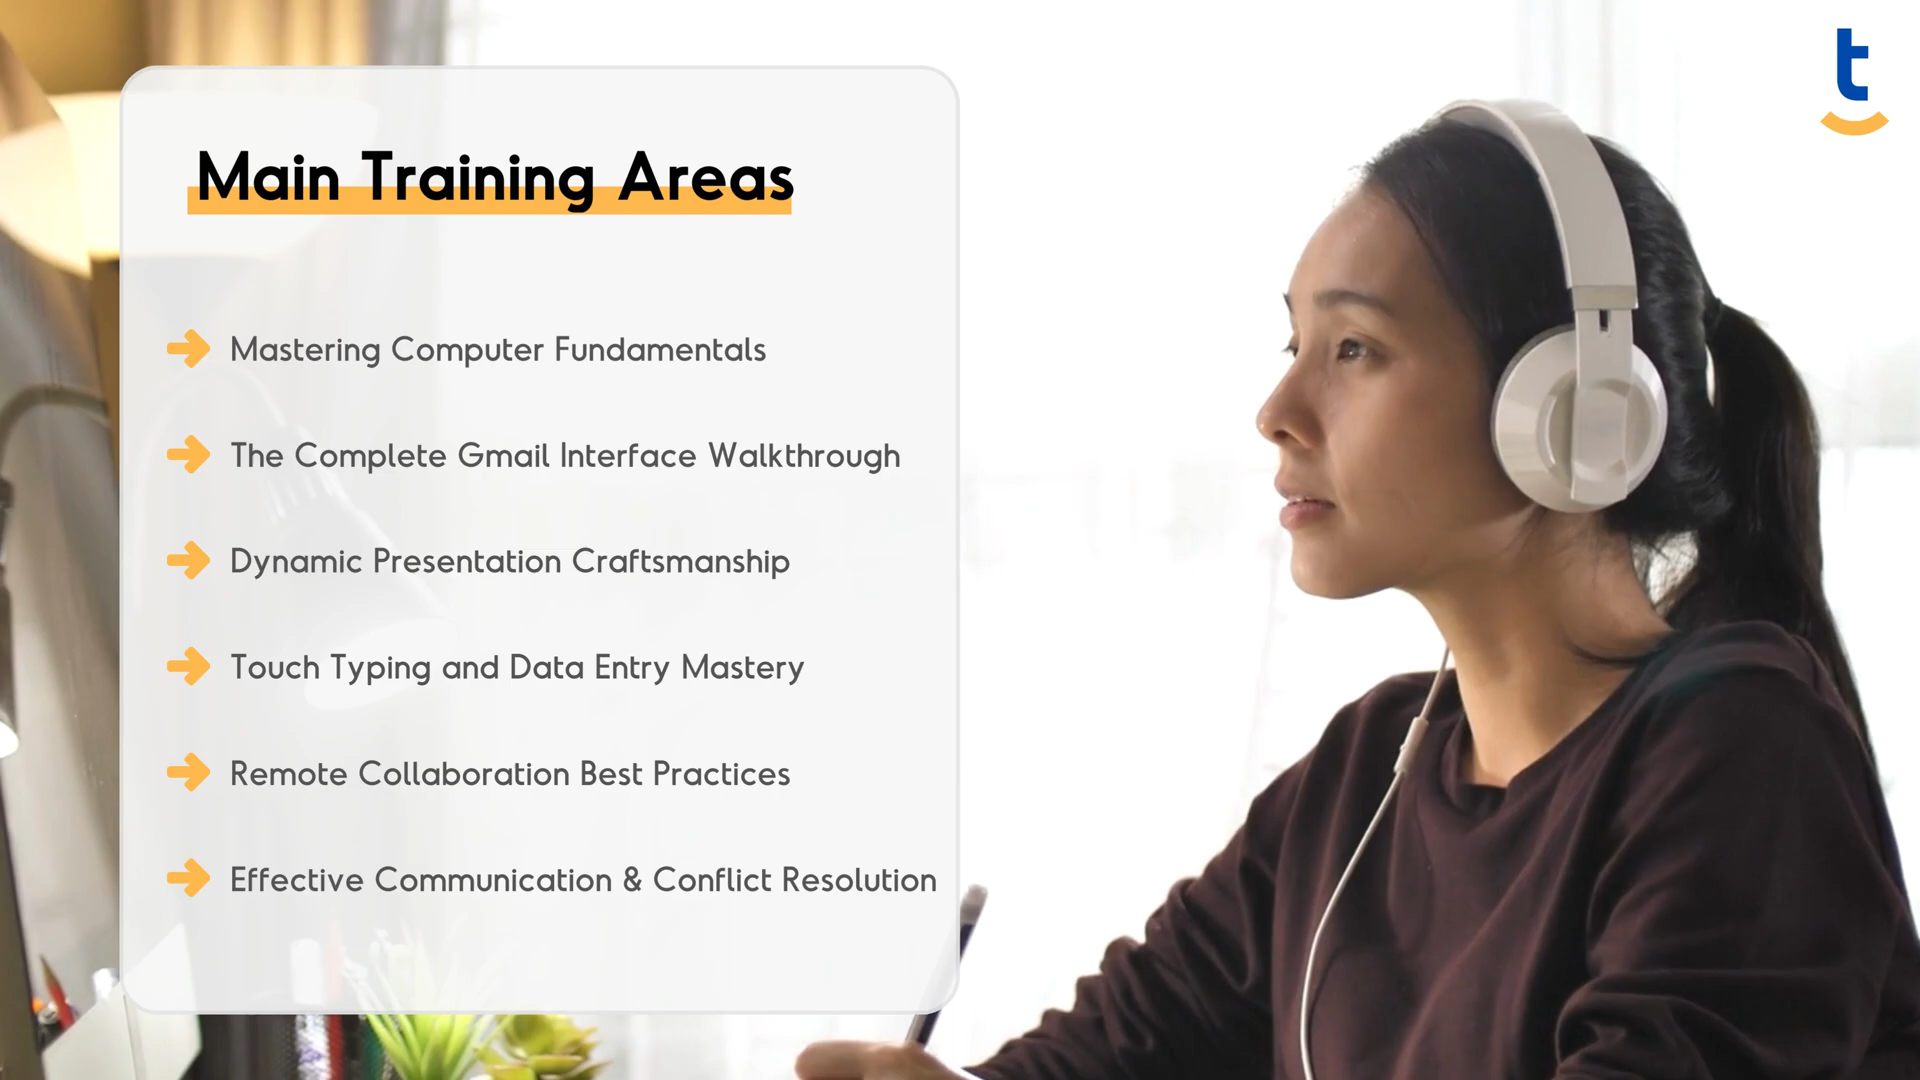 t
Main Training Areas
Mastering Computer Fundamentals
The Complete Gmail Interface Walkthrough
Dynamic Presentation Craftsmanship
Touch Typing and Data Entry Mastery
Remote Collaboration Best Practices
Effective Communication & Conflict Resolution